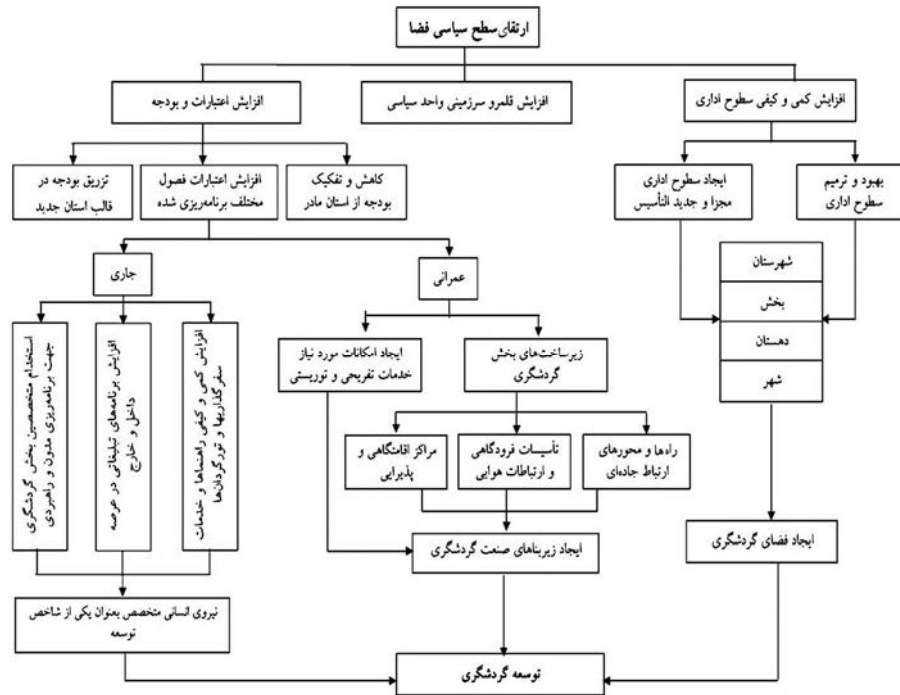 ارتقای سطح سیاسی فضا
افزایش کمی و کیفی سطوح اداری
افزایش قلمرو سرزمینی واحد سیاسی
افزایش اعتبارات و بودجه
بهبود و ترمیم
سطوح اداری
ایجاد سطوح اداری
مجزا و جدید التأسیس
کاهش و تفکیک
بودجه از استان مادر
افزایش اعتبارات فصول
مختلف برنامه‌ریزی شده
تزریق بودجه در
قالب استان جدید
شهرستان
بخش
دهستان
شهر
عمرانی
جاری
زیرساخت‌های بخش
گردشگری
ایجاد امکانات مورد نیاز
خدمات تفریحی و توریستی
افزایش کمی و کیفی راهنماها و خدمات
سفرگذاریها و تورگردان‌ها
افزایش برنامه‌های تبلیغاتی در عرصه
داخل و خارج
استخدام متخصصین بخش گردشگری
جهت برنامه‌ریزی مدون و راهبردی
راه‌ها و محورهای
ارتباط جاده‌ای
تأسیسات فرودگاهی
و ارتباطات هوایی
مراکز اقامتگاهی و
پذیرایی
ایجاد فضای گردشگری
ایجاد زیربناهای صنعت گردشگری
نیروی انسانی متخصص بعنوان یکی از شاخص
توسعه
توسعه گردشگری